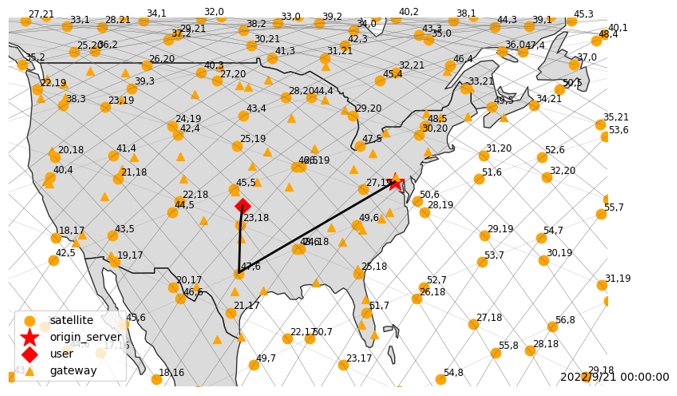 27,21 33,1 28,21 34,1 32,0 38,2 33,0 39,2 34,0 40,2 38,1 44,3 39,1 45,3 40,1
37,2 29,21 30,21 42,3 43,3 35,0 48,4
25,20 36,2 41,3 31,21 36,0 47,4
35,2 26,20 40,3 27,20 45,4 32,21 46,4 37,0
22,19 39,3 28,20 44,4 33,21 50,5
38,3 23,19 43,4 29,20 49,5 34,21
24,19 42,4 47,5 48,5 30,20 35,21 53,6
20,18 41,4 25,19 31,20 52,6
40,4 21,18 45,5 51,6 32,20
22,18 44,5 50,6 28,19 55,7
18,17 43,5 23,18 49,6 29,19 54,7
42,5 19,17 47,6 25,18 53,7 30,19
20,17 46,6 52,7 26,18 31,19
45,6 21,17 51,7 27,18 56,8
22,17 50,7 55,8 28,18
18,16 49,7 23,17 54,8 29,18
satellite
origin_server
user
gateway
2022/9/21 00:00:00